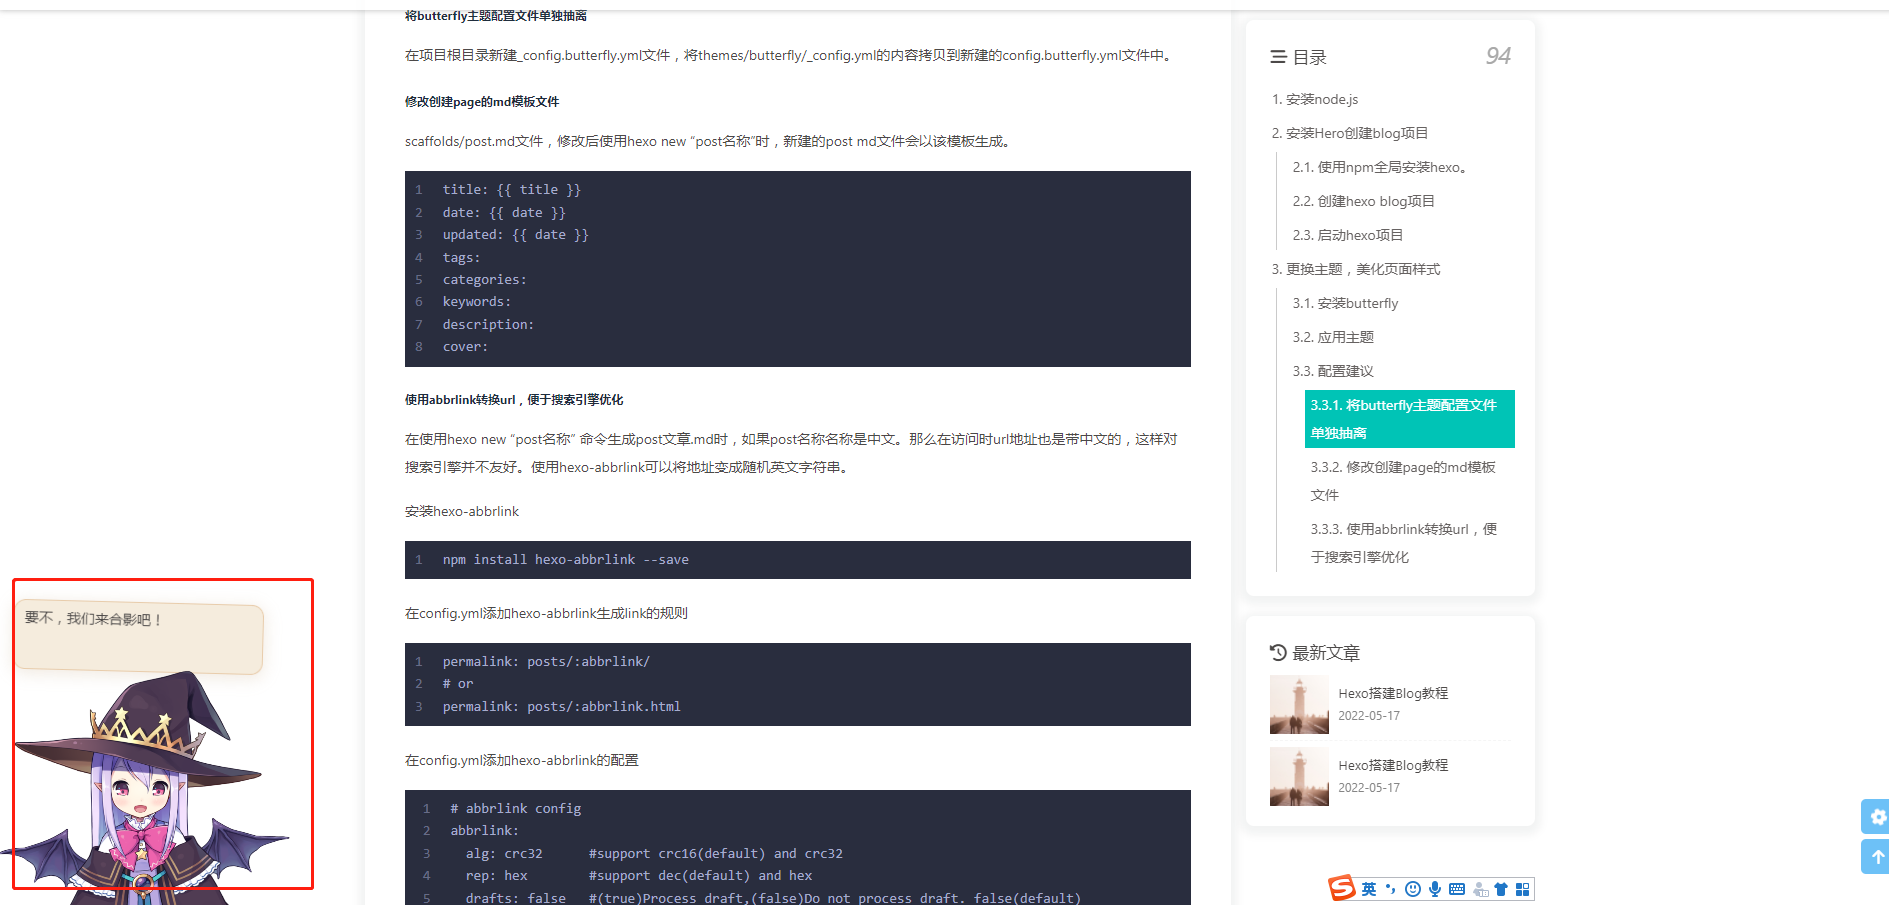 将butterfly主题配置文件单独抽离
在项目根目录新建_config.butterfly.yml文件，将themes/butterfly/_config.yml的内容拷贝到新建的config.butterfly.yml文件中。
修改创建page的md模板文件
scaffolds/post.md文件，修改后使用hexo new “post名称”时，新建的post md文件会以该模板生成。
1 title: {{ title }}
2 date: {{ date }}
3 updated: {{ date }}
4 tags:
5 categories:
6 keywords:
7 description:
8 cover:
使用abbrlink转换url，便于搜索引擎优化
在使用hexo new “post名称” 命令生成post文章.md时，如果post名称名称是中文。那么在访问时url地址也是带中文的，这样对
搜索引擎并不友好。使用hexo-abbrlink可以将地址变成随机英文字符串。
安装hexo-abbrlink
1 npm install hexo-abbrlink --save
在config.yml添加hexo-abbrlink生成link的规则
1 permalink: posts/:abbrlink/
2 # or
3 permalink: posts/:abbrlink.html
在config.yml添加hexo-abbrlink的配置
1 # abbrlink config
2 abbrlink:
3   alg: crc32      #support crc16(default) and crc32
4   rep: hex        #support dec(default) and hex
5   drafts: false   #(true)Process draft,(false)Do not process draft. false(default)
要不，我们来合影吧！
目录 94
1. 安装node.js
2. 安装Hero创建blog项目
2.1. 使用npm全局安装hexo。
2.2. 创建hexo blog项目
2.3. 启动hexo项目
3. 更换主题，美化页面样式
3.1. 安装butterfly
3.2. 应用主题
3.3. 配置建议
3.3.1. 将butterfly主题配置文件
单独抽离
3.3.2. 修改创建page的md模板
文件
3.3.3. 使用abbrlink转换url，便
于搜索引擎优化
最新文章
Hexo搭建Blog教程
2022-05-17
Hexo搭建Blog教程
2022-05-17
S 英